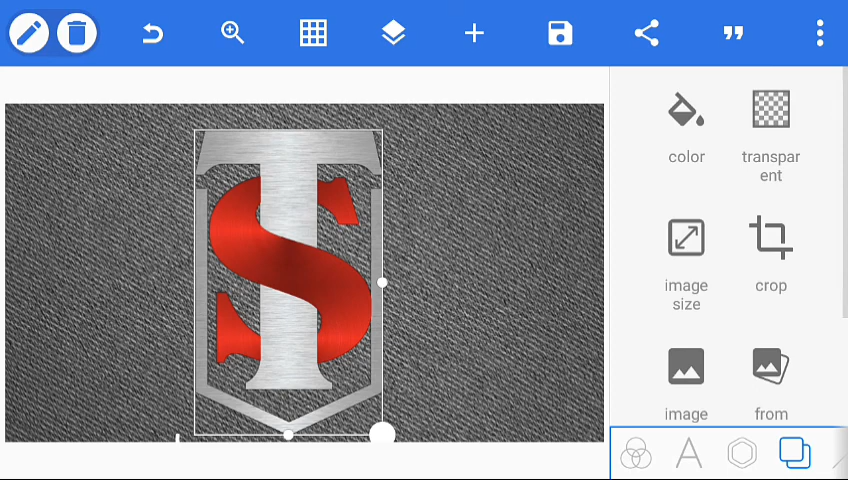 color
transpar
ent
T
S
image
size
crop
image
from